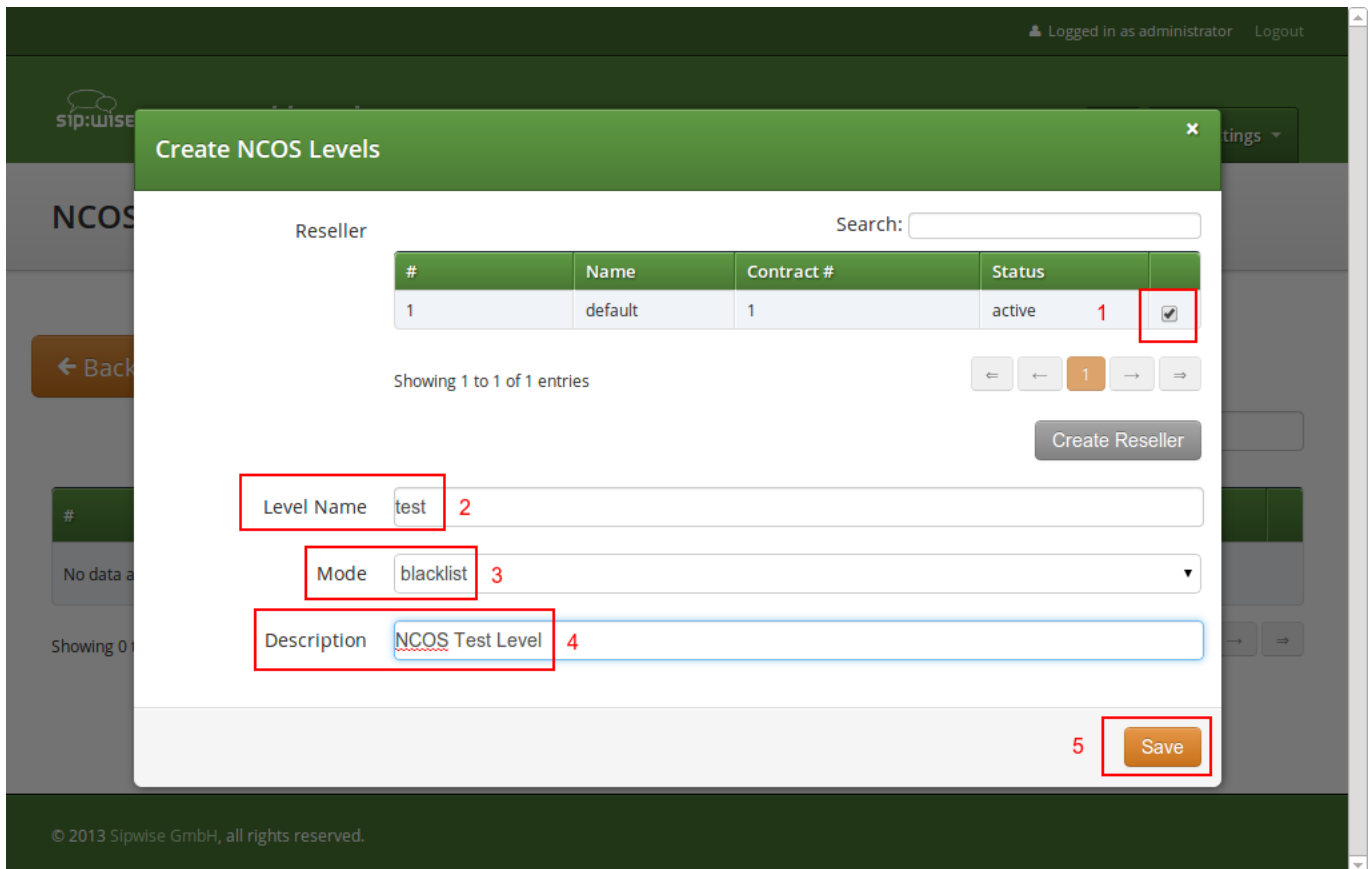 Logged in as administrator Logout
sip:wise
tings
Create NCOS Levels ×
NCOS
Reseller
Search:
# Name Contract # Status
1 default 1 active 1
← Back
Showing 1 to 1 of 1 entries
⇐ ← 1 → ⇒
Create Reseller
Level Name test 2
#
Mode blacklist 3
No data a
Description NCOS Test Level 4
Showing 0 t
→ ⇒
5 Save
© 2013 Sipwise GmbH, all rights reserved.